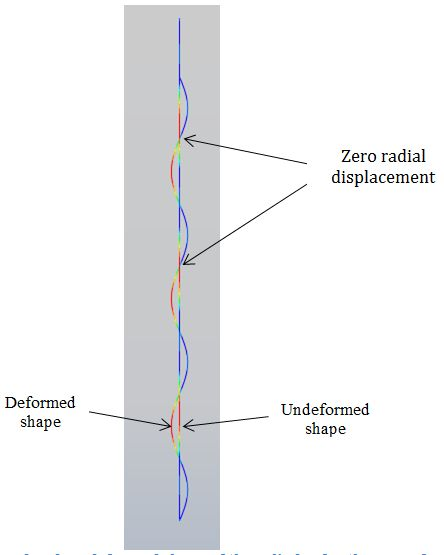 Zero radial
displacement
Deformed
shape
Undeformed
shape